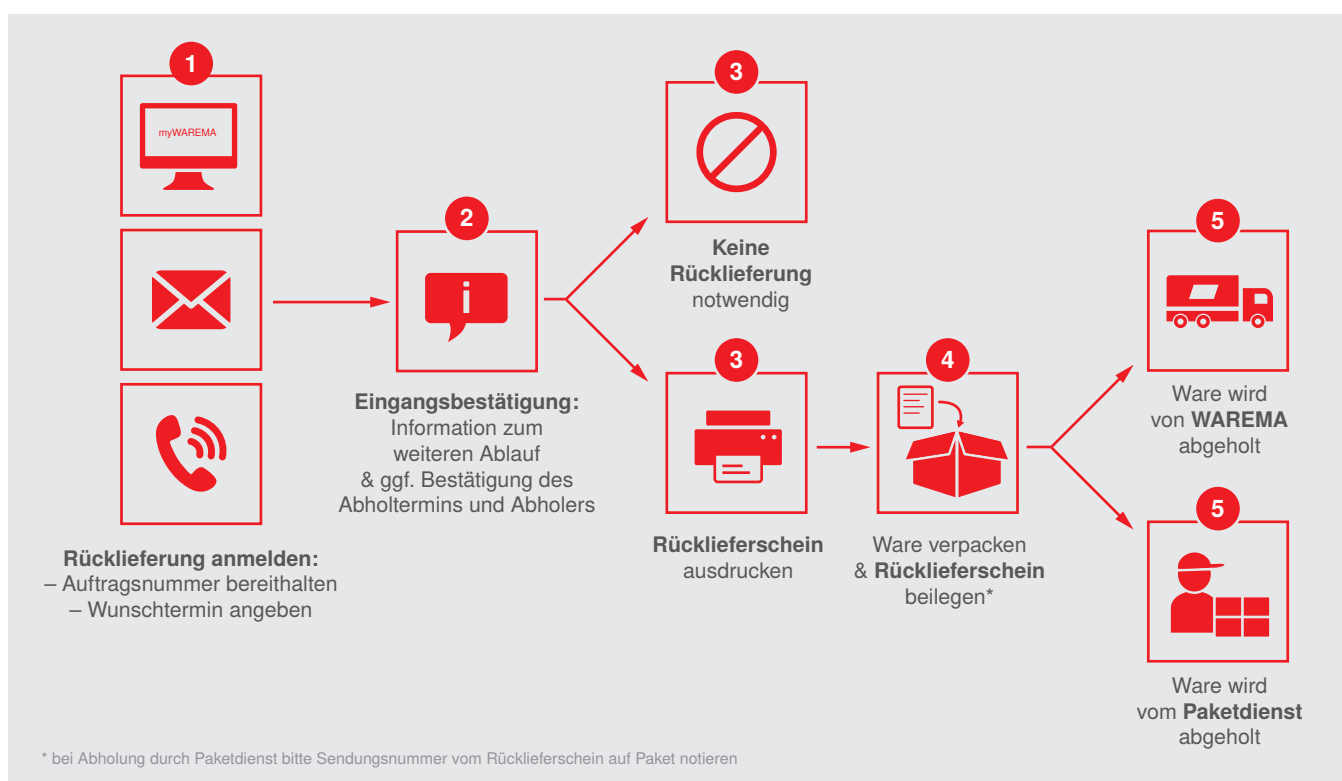 1
myWAREMA
Rücklieferung anmelden:
– Auftragsnummer bereithalten
– Wunschtermin angeben
2
i
Eingangsbestätigung:
Information zum
weiteren Ablauf
& ggf. Bestätigung des
Abholtermins und Abholers
3
Keine
Rücklieferung
notwendig
3
Rücklieferschein
ausdrucken
4
Ware verpacken
& Rücklieferschein
beilegen*
5
Ware wird
von WAREMA
abgeholt
5
Ware wird
vom Paketdienst
abgeholt
* bei Abholung durch Paketdienst bitte Sendungsnummer vom Rücklieferschein auf Paket notieren